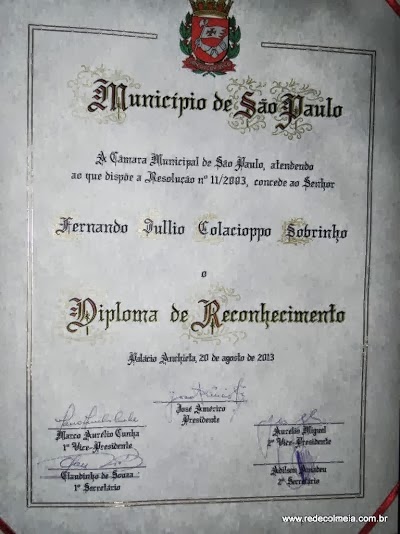 Município de São Paulo
A Câmara Municipal de São Paulo, atendendo
ao que dispõe a Resolução nº 11/2003, concede ao Senhor
Fernando Tullio Colacioppo Sobrinho
o
Diploma de Reconhecimento
Palácio Anchieta, 20 de agosto de 2013
José Américo
Presidente
Marco Aurélio Cunha
1º Vice-Presidente
Aurélio Miguel
2º Vice-Presidente
Claudinho de Souza
1º Secretário
Adilson Amadeu
2º Secretário
www.redecolmeia.com.br